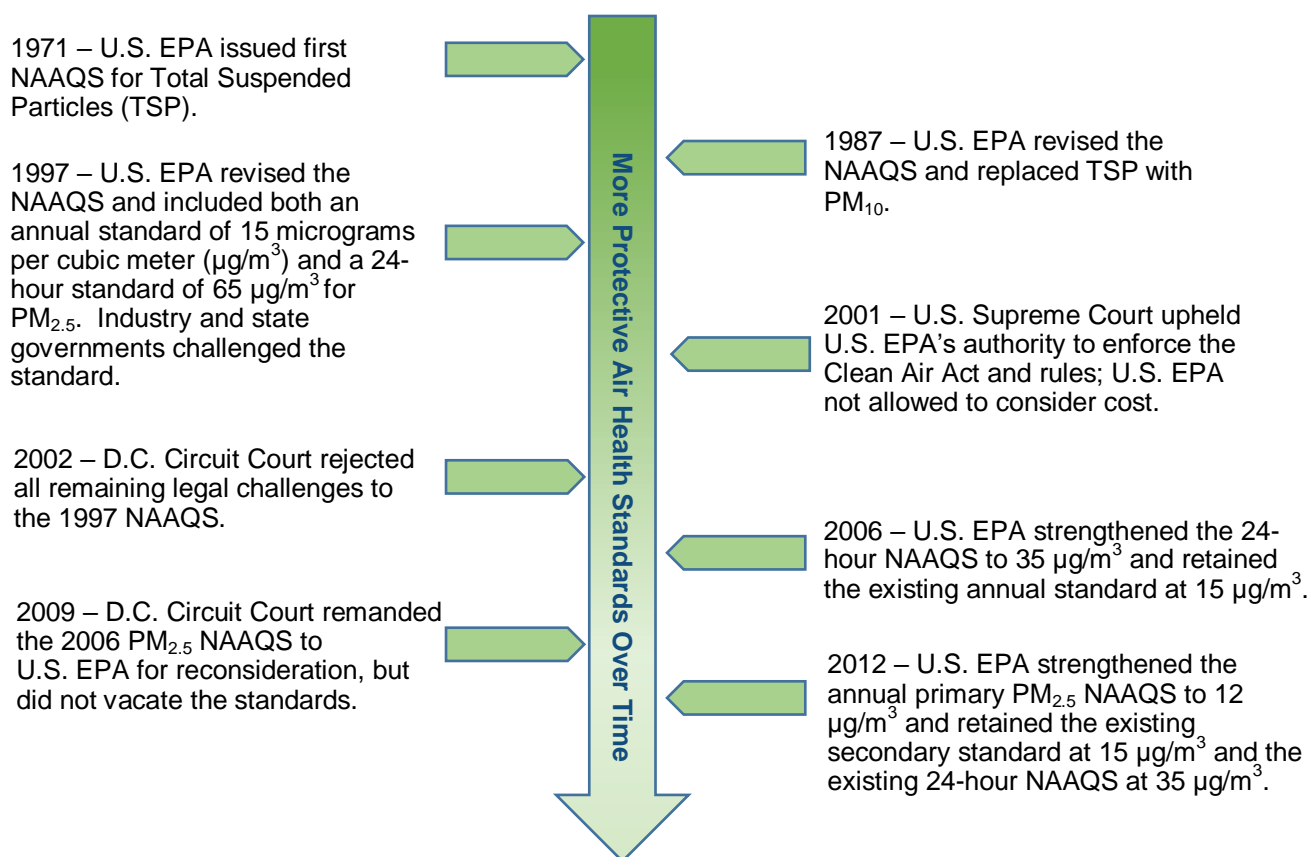 1971 – U.S. EPA issued first
NAAQS for Total Suspended
Particles (TSP).
1987 – U.S. EPA revised the
NAAQS and replaced TSP with
PM₁₀.
1997 – U.S. EPA revised the
NAAQS and included both an
annual standard of 15 micrograms
per cubic meter (µg/m³) and a 24-
hour standard of 65 µg/m³ for
PM₂.₅.  Industry and state
governments challenged the
standard.
2001 – U.S. Supreme Court upheld
U.S. EPA’s authority to enforce the
Clean Air Act and rules; U.S. EPA
not allowed to consider cost.
2002 – D.C. Circuit Court rejected
all remaining legal challenges to
the 1997 NAAQS.
2006 – U.S. EPA strengthened the 24-
hour NAAQS to 35 µg/m³ and retained
the existing annual standard at 15 µg/m³.
2009 – D.C. Circuit Court remanded
the 2006 PM₂.₅ NAAQS to
U.S. EPA for reconsideration, but
did not vacate the standards.
2012 – U.S. EPA strengthened the
annual primary PM₂.₅ NAAQS to 12
µg/m³ and retained the existing
secondary standard at 15 µg/m³ and the
existing 24-hour NAAQS at 35 µg/m³.
More Protective Air Health Standards Over Time